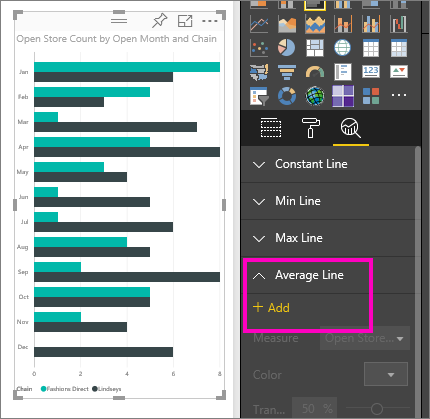 Open Store Count by Open Month and Chain
Jan
Feb
Mar
Apr
May
Jun
Jul
Aug
Sep
Oct
Nov
Dec
0 2 4 6 8
Chain Fashions Direct Lindseys
Constant Line
Min Line
Max Line
Average Line
+ Add
Measure Open Store...
Color
Tran... 50 %